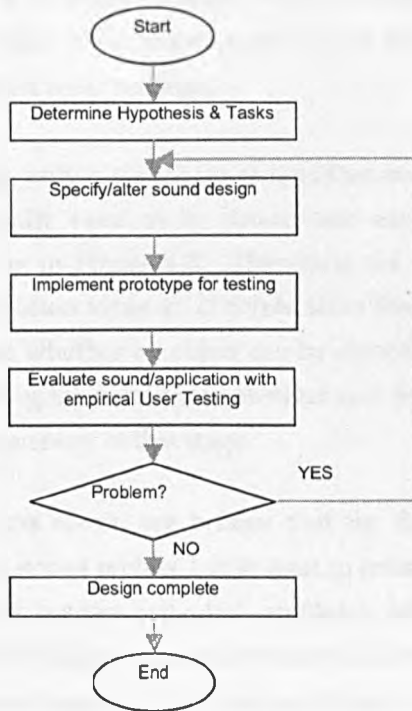 Start
Determine Hypothesis & Tasks
Specify/alter sound design
Implement prototype for testing
Evaluate sound/application with
empirical User Testing
Problem?
YES
NO
Design complete
End